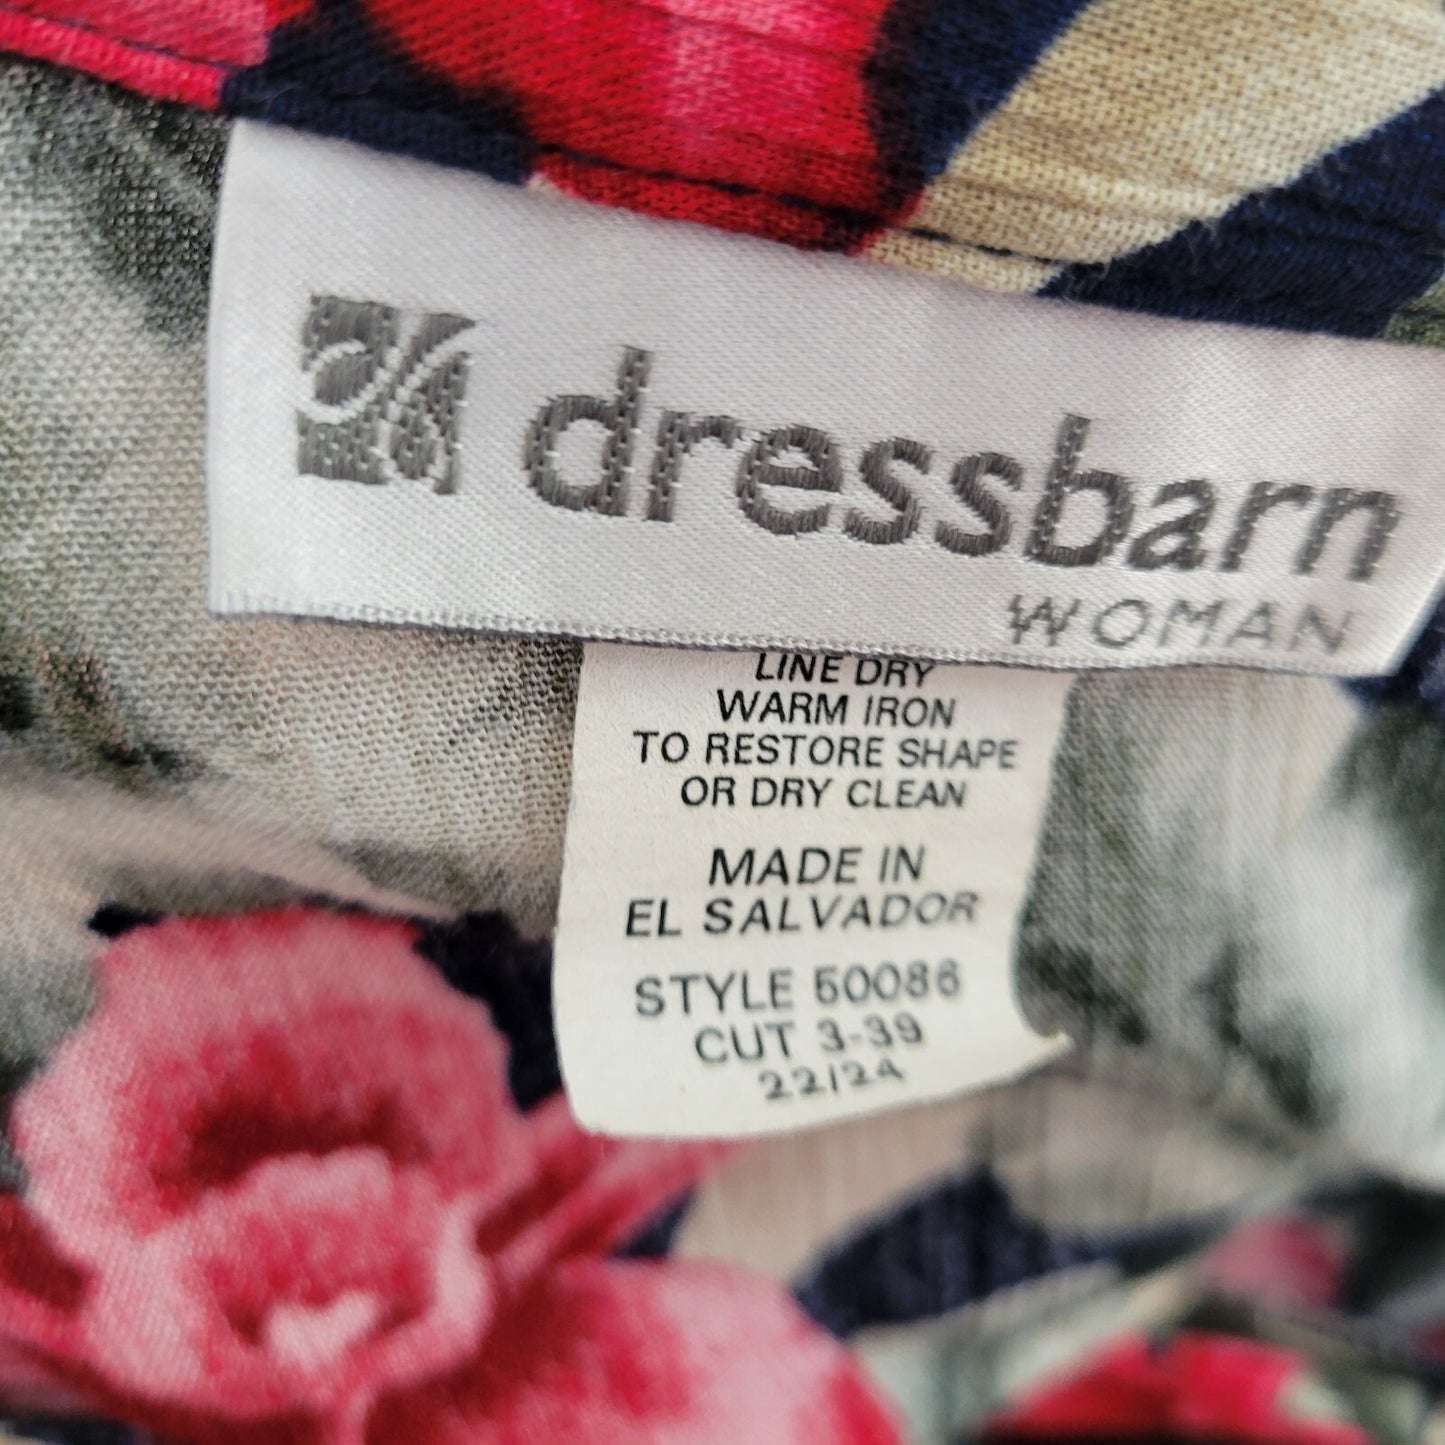 dressbarn
WOMAN
LINE DRY
WARM IRON
TO RESTORE SHAPE
OR DRY CLEAN
MADE IN
EL SALVADOR
STYLE 50086
CUT 3-39
22/24